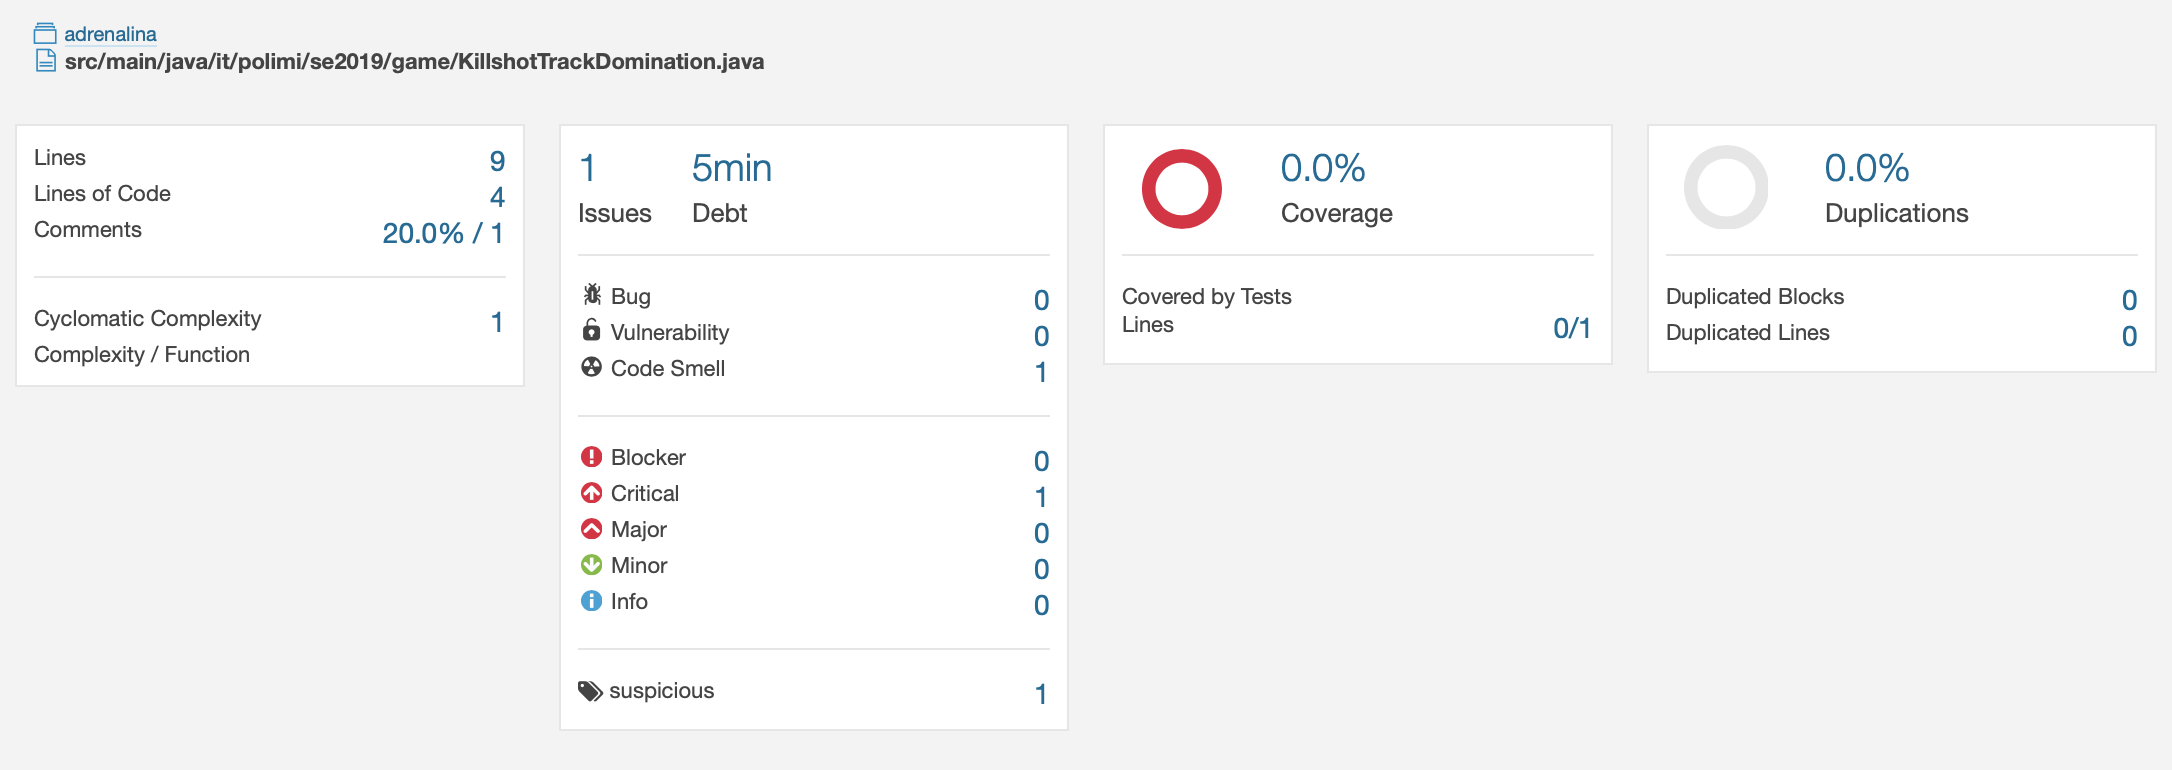 adrenalina
src/main/java/it/polimi/se2019/game/KillshotTrackDomination.java
Lines 9
Lines of Code 4
Comments 20.0% / 1
Cyclomatic Complexity 1
Complexity / Function
1 5min
Issues Debt
Bug 0
Vulnerability 0
Code Smell 1
Blocker 0
Critical 1
Major 0
Minor 0
Info 0
suspicious 1
0.0%
Coverage
Covered by Tests
Lines 0/1
0.0%
Duplications
Duplicated Blocks 0
Duplicated Lines 0